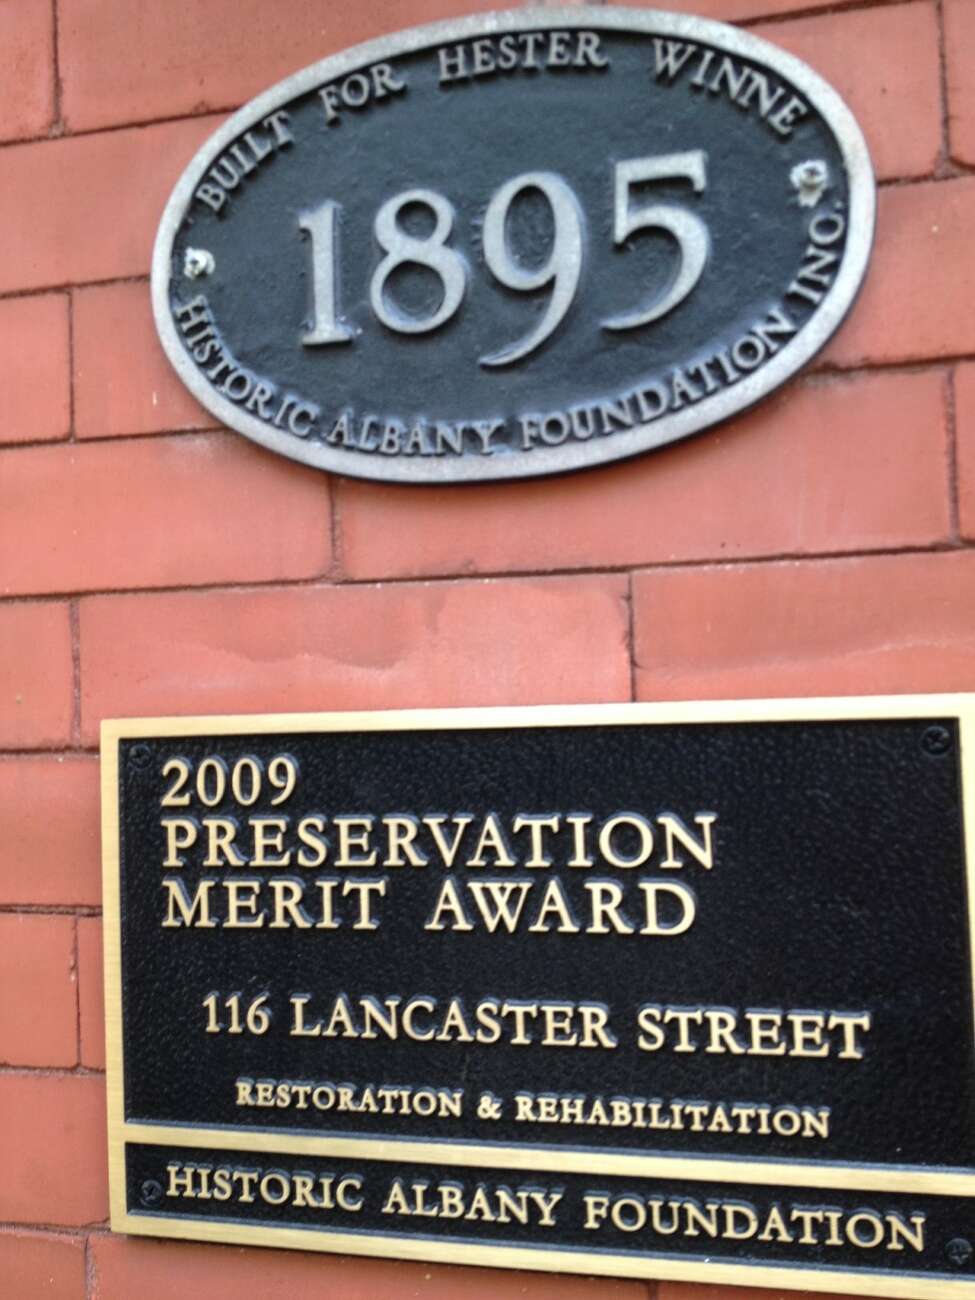 BUILT FOR HESTER WINNE
1895
HISTORIC ALBANY FOUNDATION INC.
2009
PRESERVATION
MERIT AWARD
116 LANCASTER STREET
RESTORATION & REHABILITATION
HISTORIC ALBANY FOUNDATION